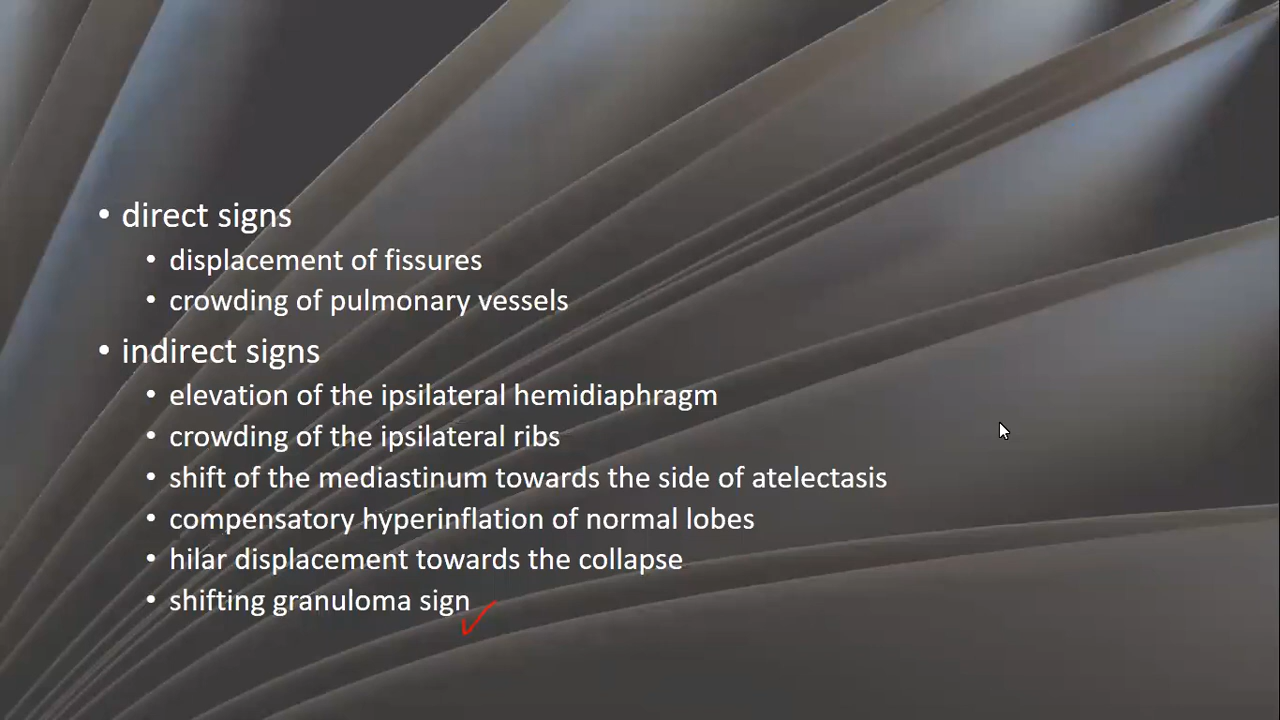 • direct signs
• displacement of fissures
• crowding of pulmonary vessels
• indirect signs
• elevation of the ipsilateral hemidiaphragm
• crowding of the ipsilateral ribs
• shift of the mediastinum towards the side of atelectasis
• compensatory hyperinflation of normal lobes
• hilar displacement towards the collapse
• shifting granuloma sign